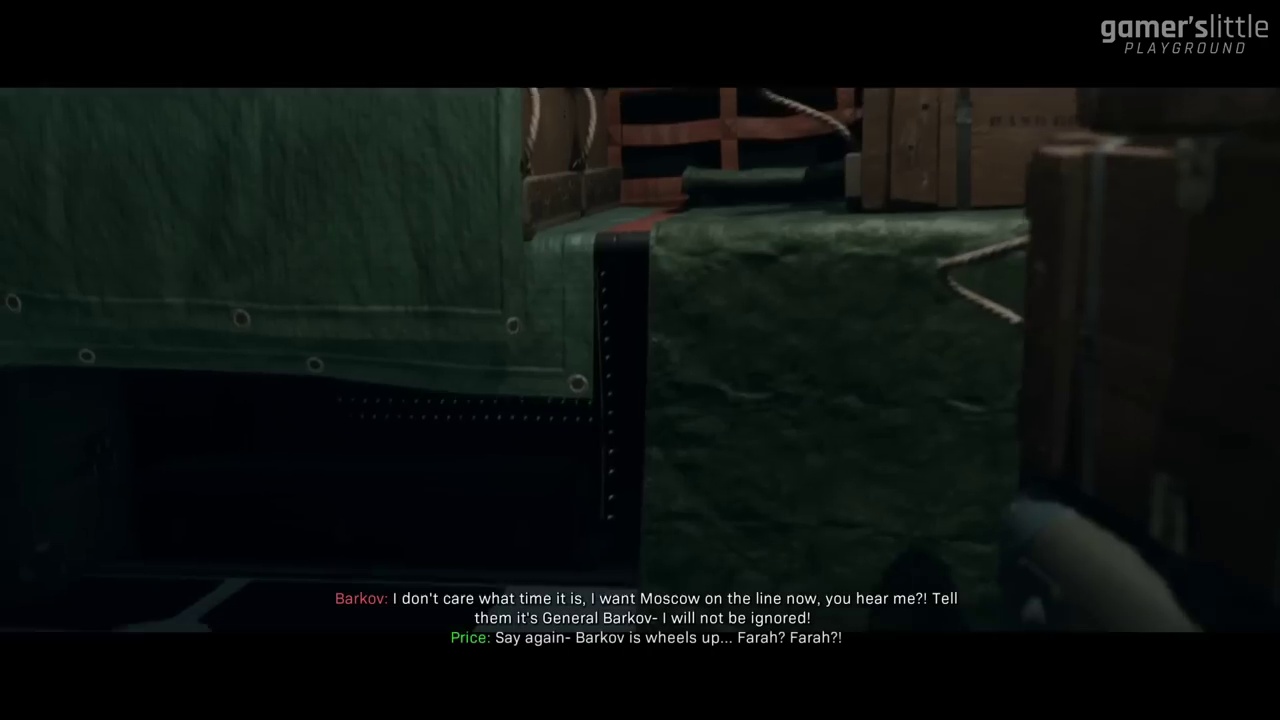 gamer'slittle
PLAYGROUND
Barkov: I don't care what time it is, I want Moscow on the line now, you hear me?! Tell
them it's General Barkov- I will not be ignored!
Price: Say again- Barkov is wheels up... Farah? Farah?!